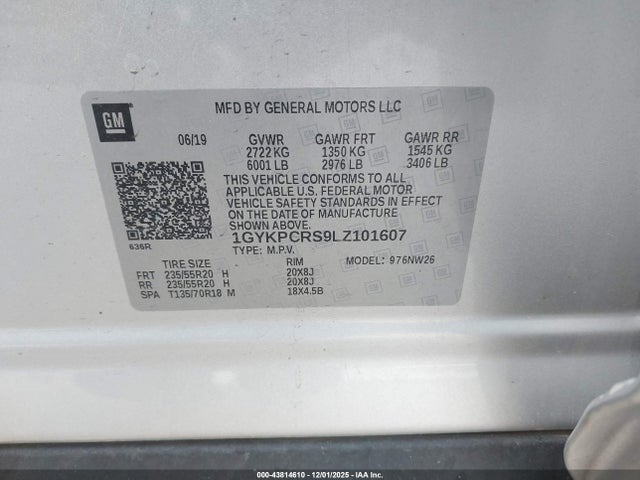 GM
MFD BY GENERAL MOTORS LLC
06/19 GVWR GAWR FRT GAWR RR
2722 KG 1350 KG 1545 KG
6001 LB 2976 LB 3406 LB
THIS VEHICLE CONFORMS TO ALL
APPLICABLE U.S. FEDERAL MOTOR
VEHICLE SAFETY STANDARDS IN EFFECT
ON THE DATE OF MANUFACTURE
SHOWN ABOVE.
636R
1GYKPCRS9LZ101607
TYPE: M.P.V. MODEL: 976NW26
TIRE SIZE RIM
FRT 235/55R20 H 20X8J
RR 235/55R20 H 20X8J
SPA T135/70R18 M 18X4.5B
000-43814610 - 12/01/2025 - IAA Inc.